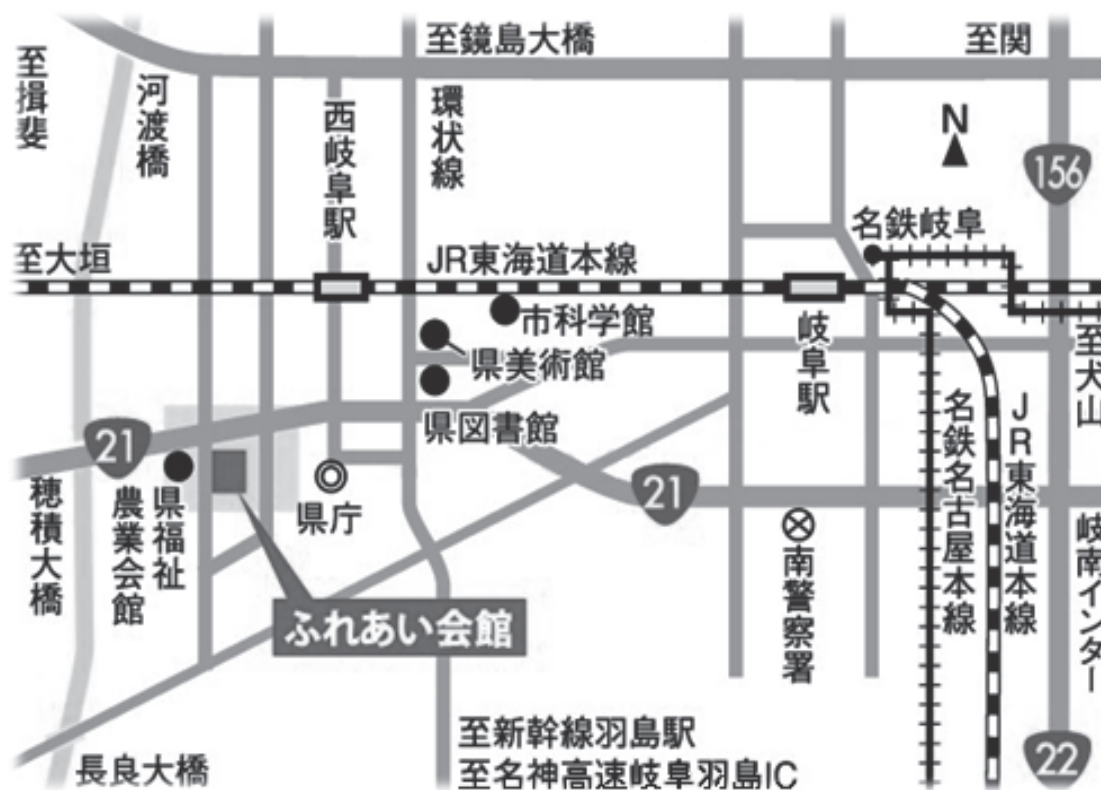 至鏡島大橋
至関
至揖斐
河渡橋
西岐阜駅
環状線
N
156
名鉄岐阜
至大垣
JR東海道本線
市科学館
県美術館
岐阜駅
至犬山
県図書館
21
21
名鉄名古屋本線
JR東海道本線
穂積大橋
県福祉
農業会館
県庁
南警察署
岐南インター
ふれあい会館
至新幹線羽島駅
至名神高速岐阜羽島IC
長良大橋
22